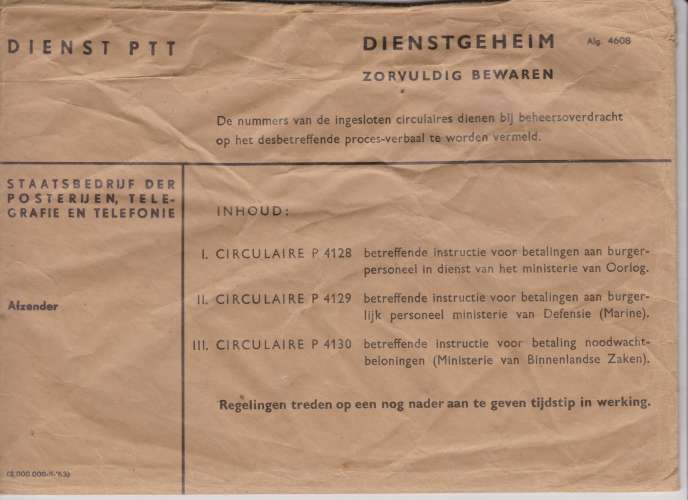 DIENST PTT
DIENSTGEHEIM
Alg. 4608
ZORVULDIG BEWAREN
De nummers van de ingesloten circulaires dienen bij beheersoverdracht
op het desbetreffende proces-verbaal te worden vermeld.
STAATSBEDRIJF DER
POSTERIJEN, TELE-
GRAFIE EN TELEFONIE
Afzender
INHOUD:
I. CIRCULAIRE P 4128 betreffende instructie voor betalingen aan burger-
personeel in dienst van het ministerie van Oorlog.
II. CIRCULAIRE P 4129 betreffende instructie voor betalingen aan burger-
lijk personeel ministerie van Defensie (Marine).
III. CIRCULAIRE P 4130 betreffende instructie voor betaling noodwacht-
beloningen (Ministerie van Binnenlandse Zaken).
Regelingen treden op een nog nader aan te geven tijdstip in werking.